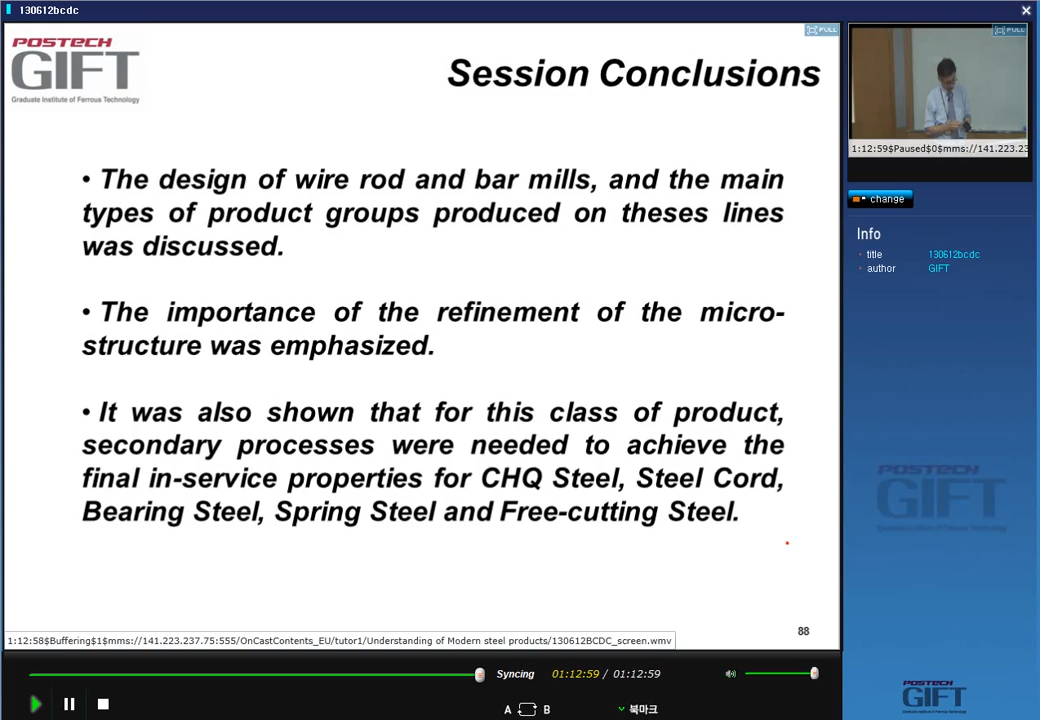 130612bcdc
POSTECH
GIFT
Graduate Institute of Ferrous Technology
FULL
Session Conclusions
• The design of wire rod and bar mills, and the main
types of product groups produced on theses lines
was discussed.
• The importance of the refinement of the micro-
structure was emphasized.
• It was also shown that for this class of product,
secondary processes were needed to achieve the
final in-service properties for CHQ Steel, Steel Cord,
Bearing Steel, Spring Steel and Free-cutting Steel.
88
1:12:58$Buffering$1$mms://141.223.237.75:555/OnCastContents_EU/tutor1/Understanding of Modern steel products/130612BCDC_screen.wmv
Syncing 01:12:59 / 01:12:59
A B 북마크
FULL
1:12:59$Paused$0$mms://141.223.23
change
Info
title 130612bcdc
author GIFT
POSTECH
GIFT
POSTECH
GIFT